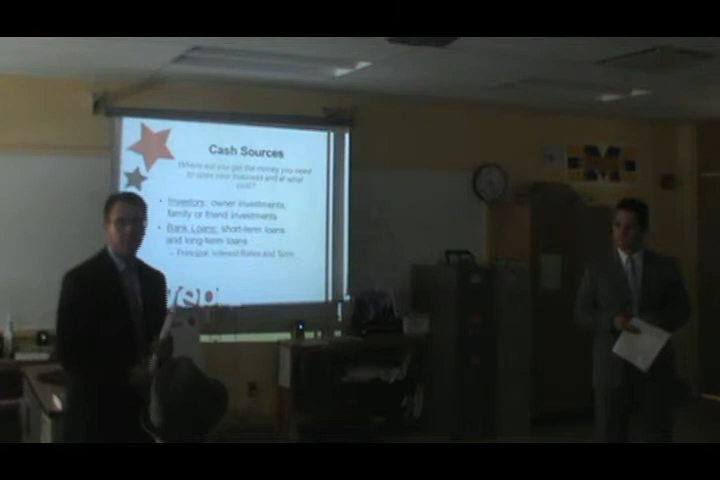 Cash Sources
Where will you get the money you need
to open your business and at what
cost?
• Investors: owner investments,
family or friend investments
• Bank Loans: short-term loans
and long-term loans
– Principal, Interest Rates and Term
M